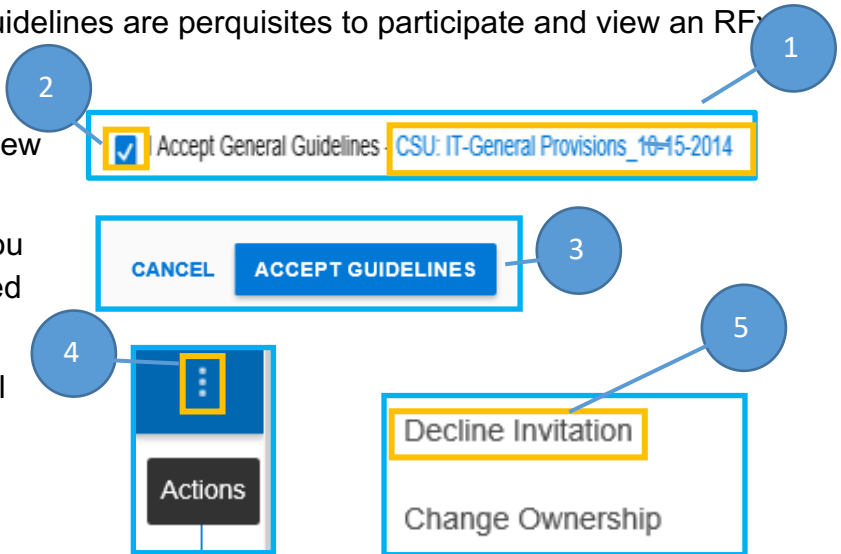 uidelines are perquisites to participate and view an RFx
1
2
ew
I Accept General Guidelines - CSU: IT-General Provisions_10-15-2014
ou
ed
CANCEL ACCEPT GUIDELINES
3
4
5
l
Decline Invitation
Actions
Change Ownership